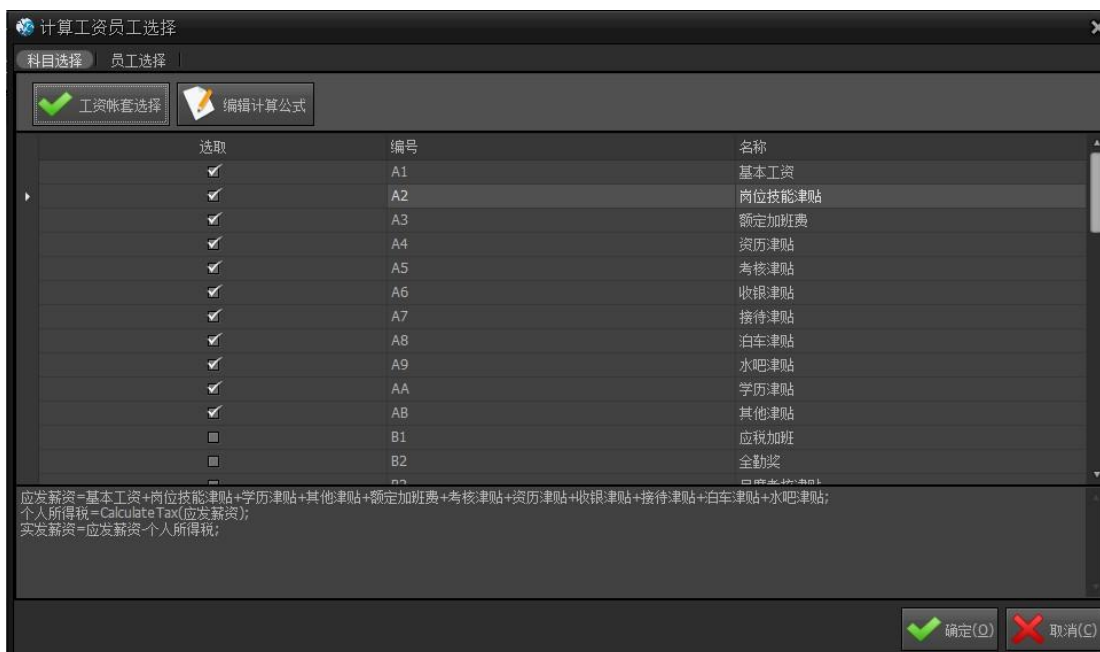 计算工资员工选择
科目选择 员工选择
工资帐套选择 编辑计算公式
选取 编号 名称
A1 基本工资
A2 岗位技能津贴
A3 额定加班费
A4 资历津贴
A5 考核津贴
A6 收银津贴
A7 接待津贴
A8 泊车津贴
A9 水吧津贴
AA 学历津贴
AB 其他津贴
B1 应税加班
B2 全勤奖
应发薪资=基本工资+岗位技能津贴+学历津贴+其他津贴+额定加班费+考核津贴+资历津贴+收银津贴+接待津贴+泊车津贴+水吧津贴;
个人所得税=CalculateTax(应发薪资);
实发薪资=应发薪资-个人所得税;
确定(O) 取消(C)